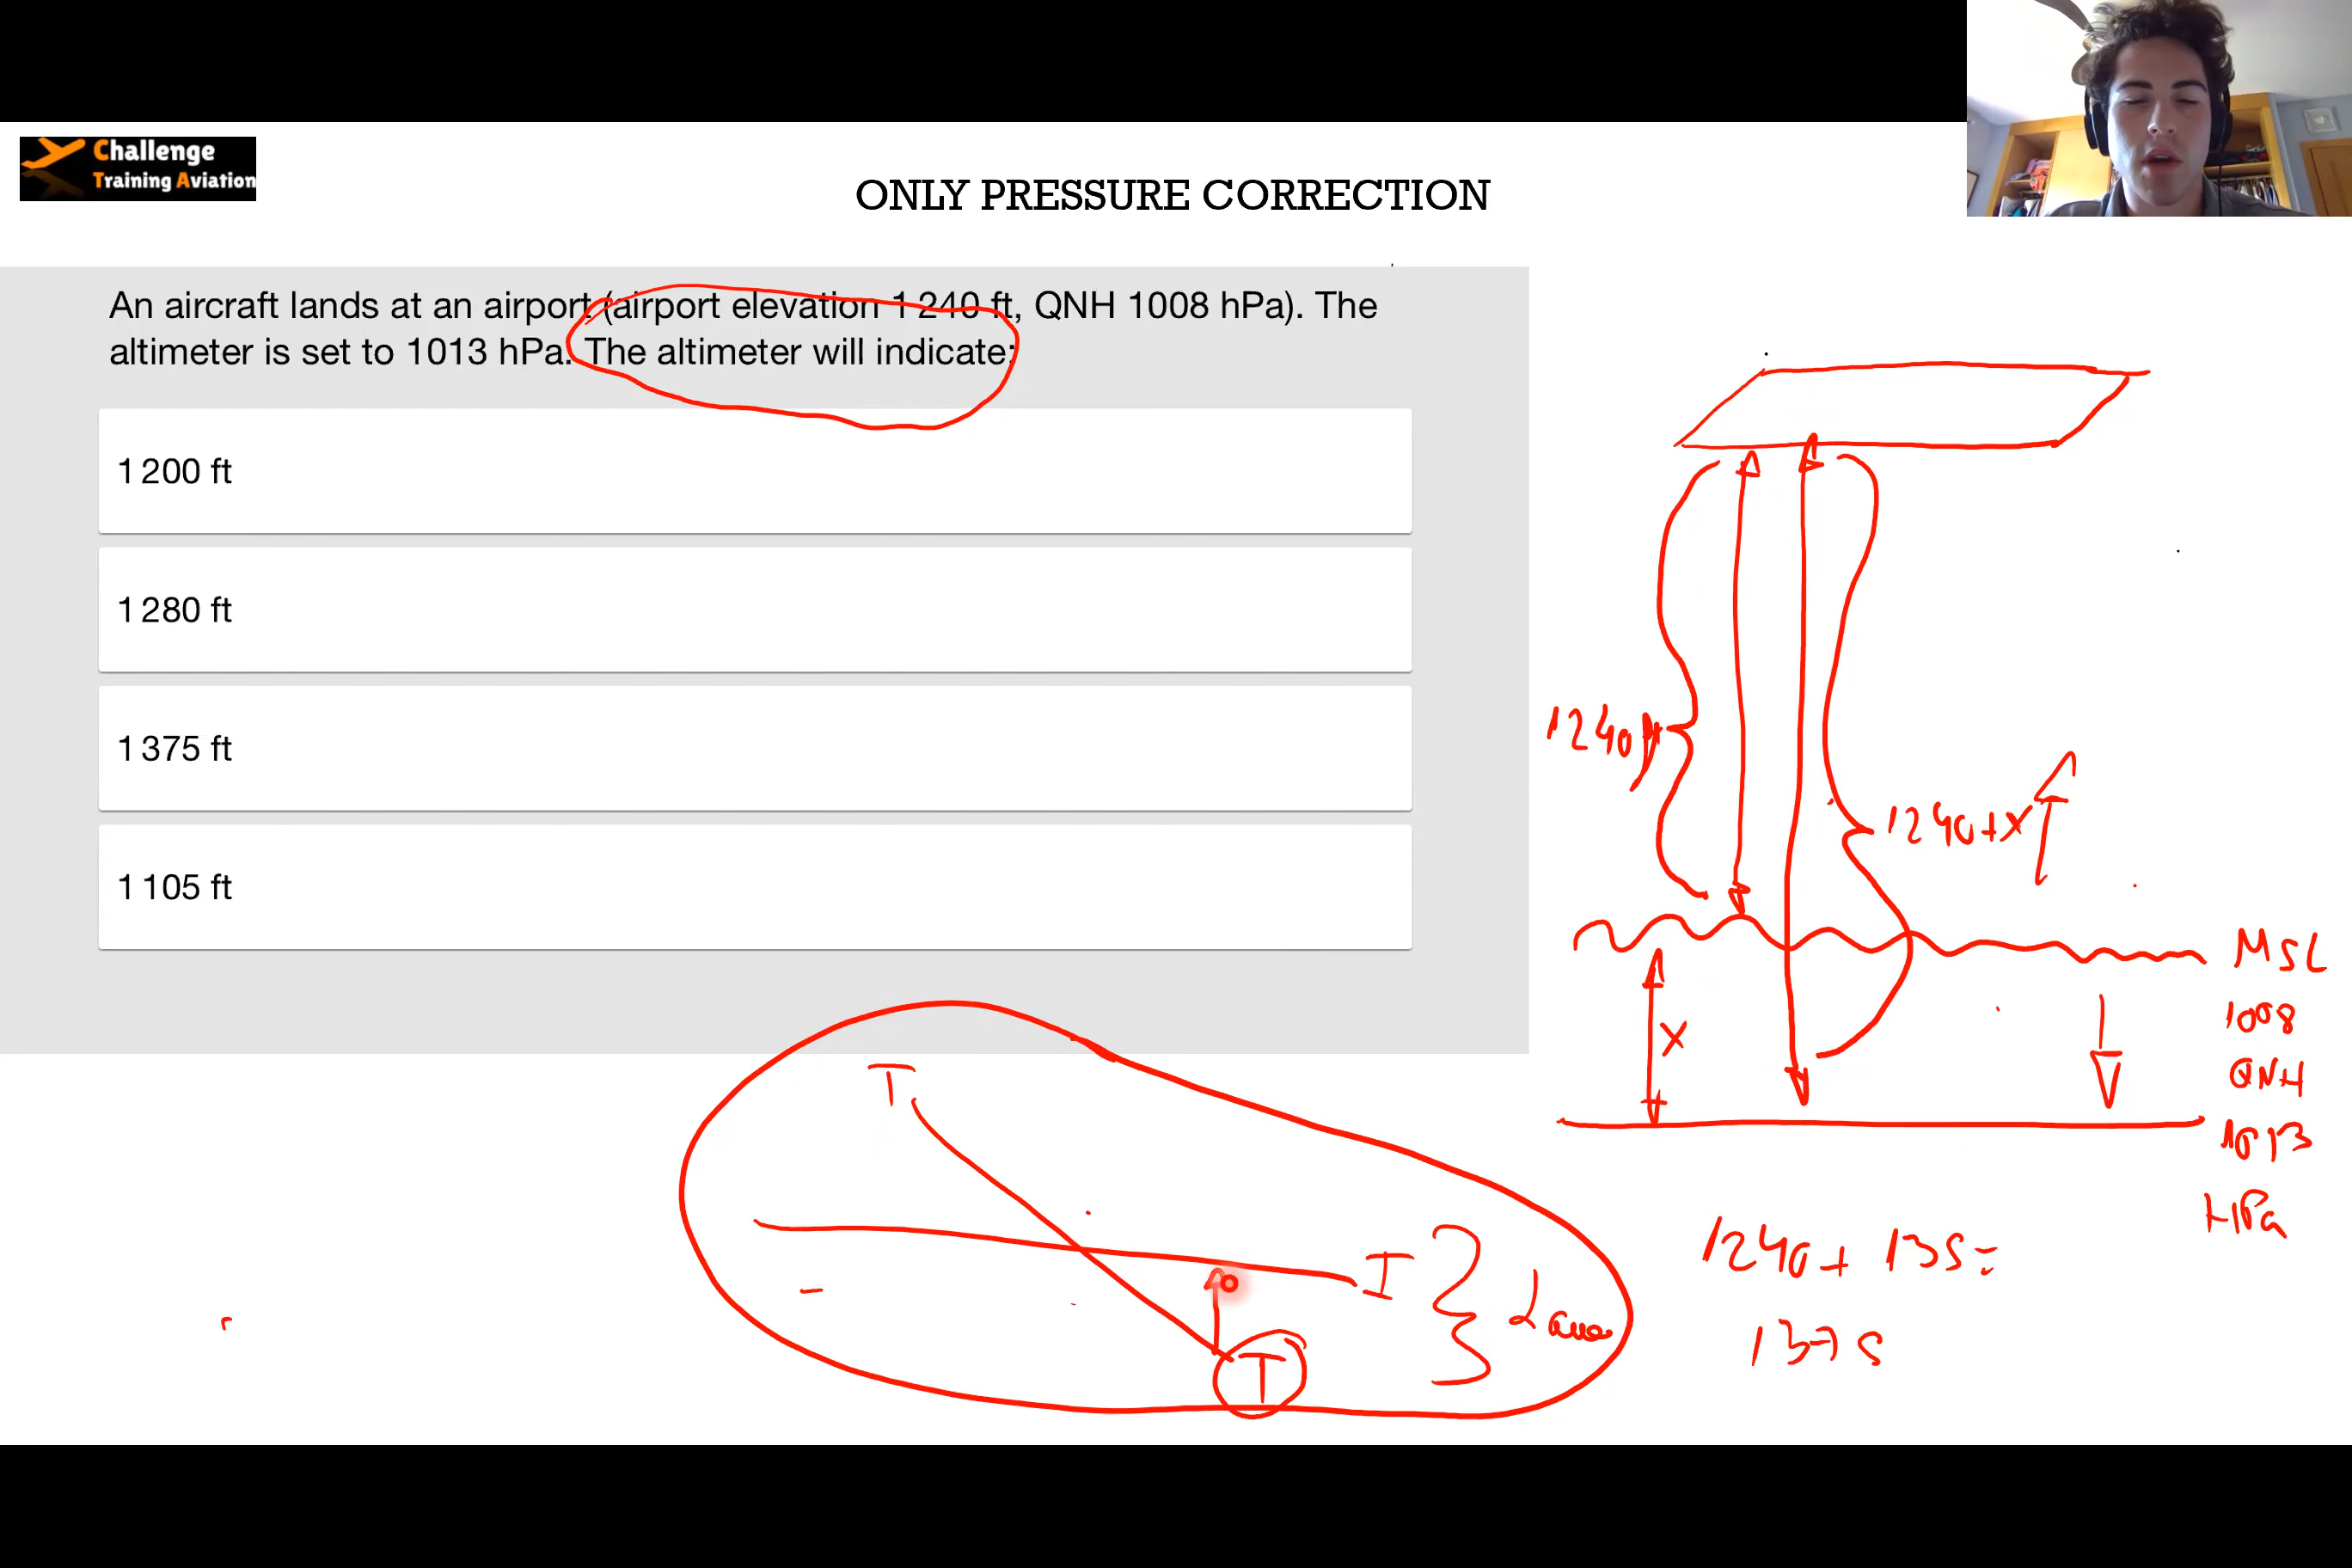 Challenge
Training Aviation
ONLY PRESSURE CORRECTION
An aircraft lands at an airport (airport elevation 1 240 ft, QNH 1008 hPa). The
altimeter is set to 1013 hPa. The altimeter will indicate:
1 200 ft
1 280 ft
1 375 ft
1 105 ft
1240 ft
1240+X
MSL
X
1008
QNH
1013
HPa
T
I
T
1240+ 135=
1375